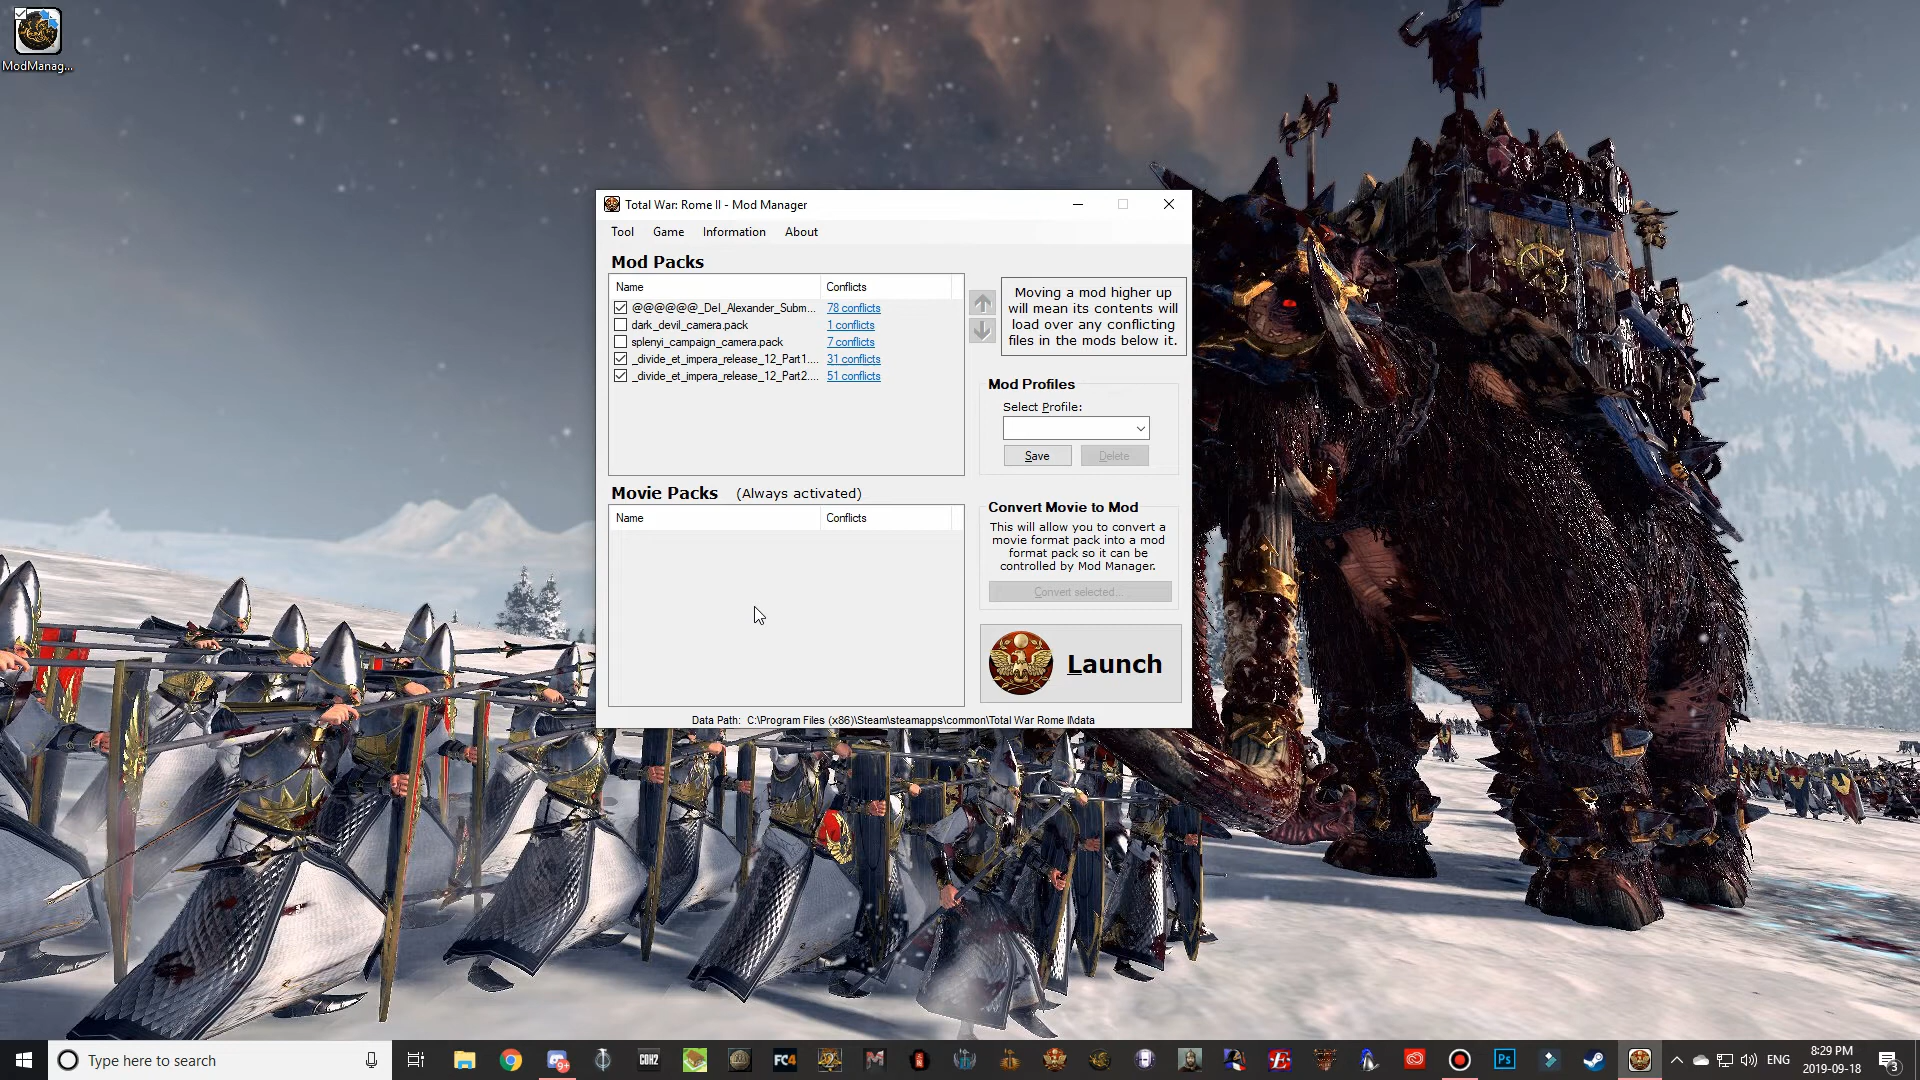 ModManag...
Total War: Rome II - Mod Manager
Tool Game Information About
Mod Packs
Name Conflicts
@@@@@@_DeI_Alexander_Subm... 78 conflicts
dark_devil_camera.pack 1 conflicts
splenyi_campaign_camera.pack 7 conflicts
_divide_et_impera_release_12_Part1.... 31 conflicts
_divide_et_impera_release_12_Part2.... 51 conflicts
Moving a mod higher up
will mean its contents will
load over any conflicting
files in the mods below it.
Mod Profiles
Select Profile:
Save Delete
Movie Packs (Always activated)
Name Conflicts
Convert Movie to Mod
This will allow you to convert a
movie format pack into a mod
format pack so it can be
controlled by Mod Manager.
Convert selected...
Launch
Data Path: C:\Program Files (x86)\Steam\steamapps\common\Total War Rome II\data
Type here to search
9+
COH2
FC4
Ps
ENG
8:29 PM
2019-09-18
3